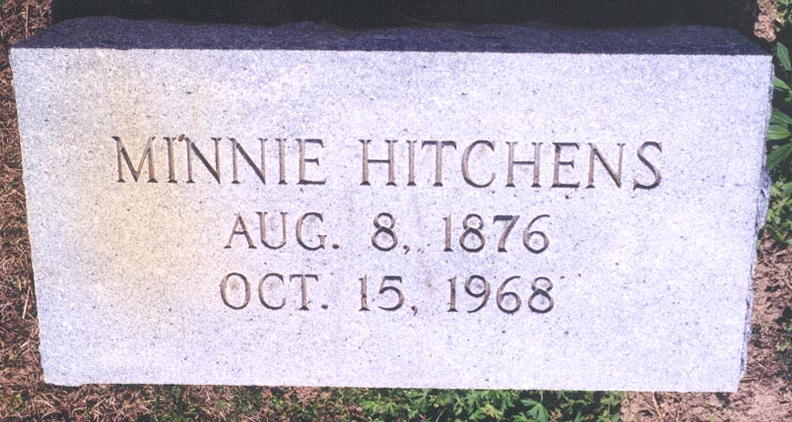 MINNIE HITCHENS
AUG. 8, 1876
OCT. 15, 1968